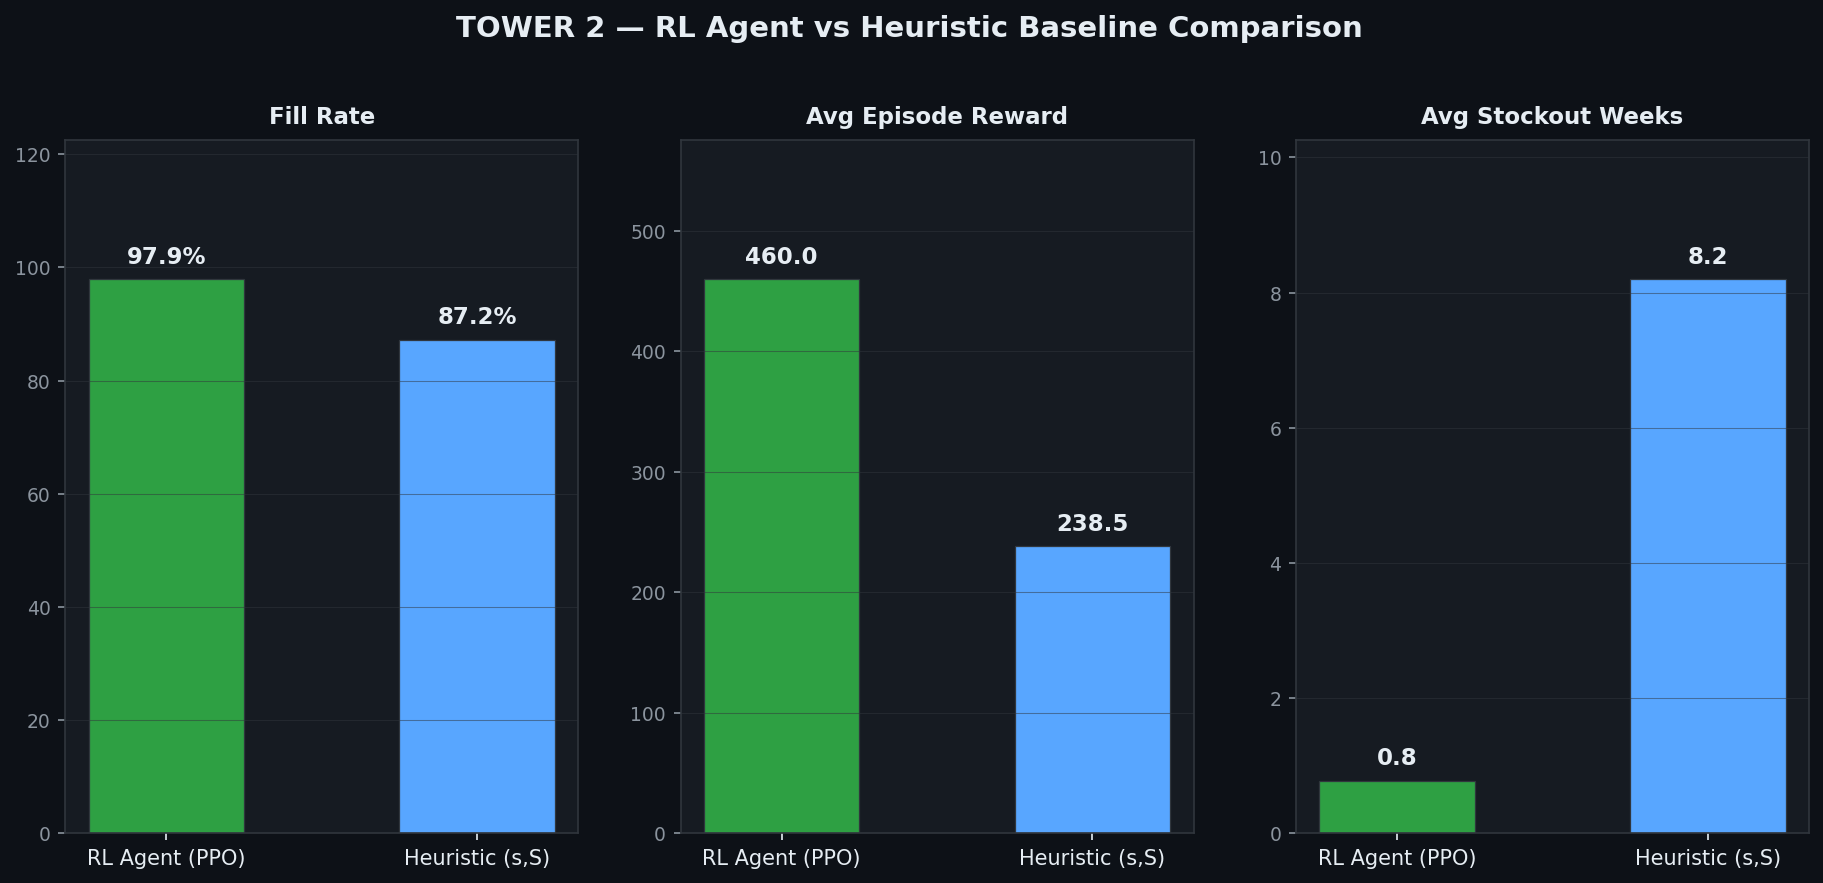 TOWER 2 — RL Agent vs Heuristic Baseline Comparison
Fill Rate
120
100
80
60
40
20
0
97.9%
87.2%
RL Agent (PPO)
Heuristic (s,S)
Avg Episode Reward
500
400
300
200
100
0
460.0
238.5
RL Agent (PPO)
Heuristic (s,S)
Avg Stockout Weeks
10
8
6
4
2
0
0.8
8.2
RL Agent (PPO)
Heuristic (s,S)